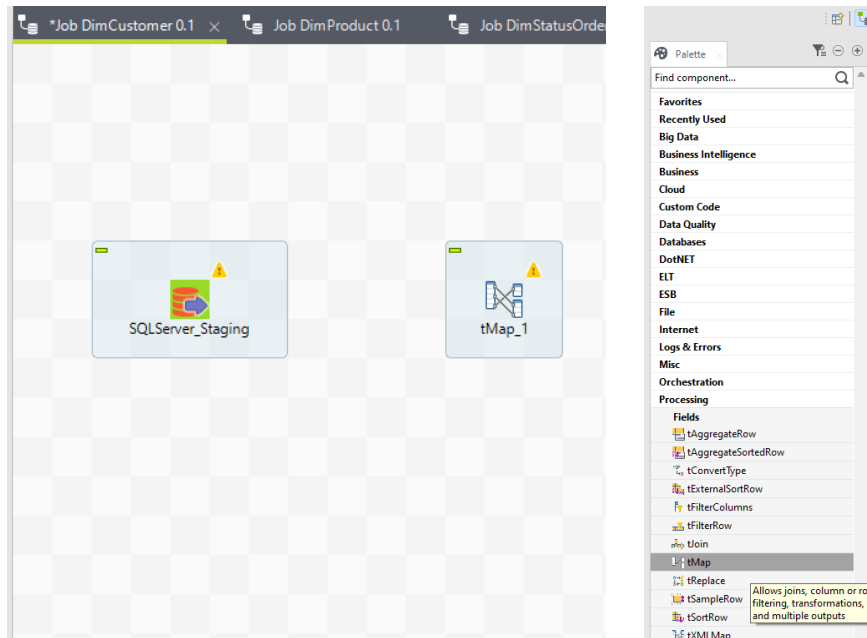 *Job DimCustomer 0.1
Job DimProduct 0.1
Job DimStatusOrde
SQLServer_Staging
tMap_1
Palette
Find component...
Favorites
Recently Used
Big Data
Business Intelligence
Business
Cloud
Custom Code
Data Quality
Databases
DotNET
ELT
ESB
File
Internet
Logs & Errors
Misc
Orchestration
Processing
Fields
tAggregateRow
tAggregateSortedRow
tConvertType
tExternalSortRow
tFilterColumns
tFilterRow
tJoin
tMap
tReplace
tSampleRow
tSortRow
tXMLMap
Allows joins, column or ro
filtering, transformations,
and multiple outputs